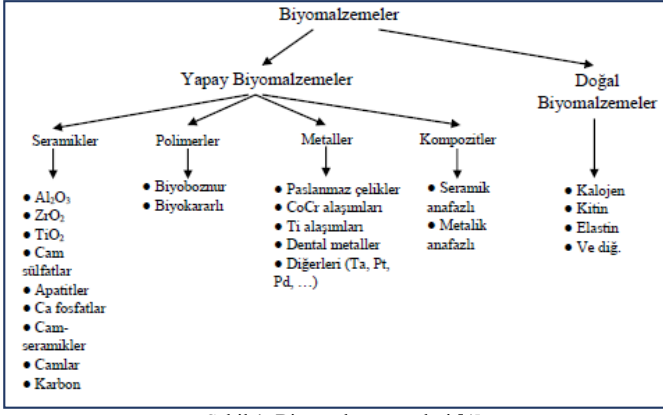 Biyomalzemeler
Yapay Biyomalzemeler
Doğal
Biyomalzemeler
Seramikler
Polimerler
Metaller
Kompozitler
● Al₂O₃
● ZrO₂
● TiO₂
● Cam
sülfatlar
● Apatitler
● Ca fosfatlar
● Cam-
seramikler
● Camlar
● Karbon
● Biyoboznur
● Biyokararlı
● Paslanmaz çelikler
● CoCr alaşımları
● Ti alaşımları
● Dental metaller
● Diğerleri (Ta, Pt,
Pd, ...)
● Seramik
anafazlı
● Metalik
anafazlı
● Kalojen
● Kitin
● Elastin
● Ve diğ.